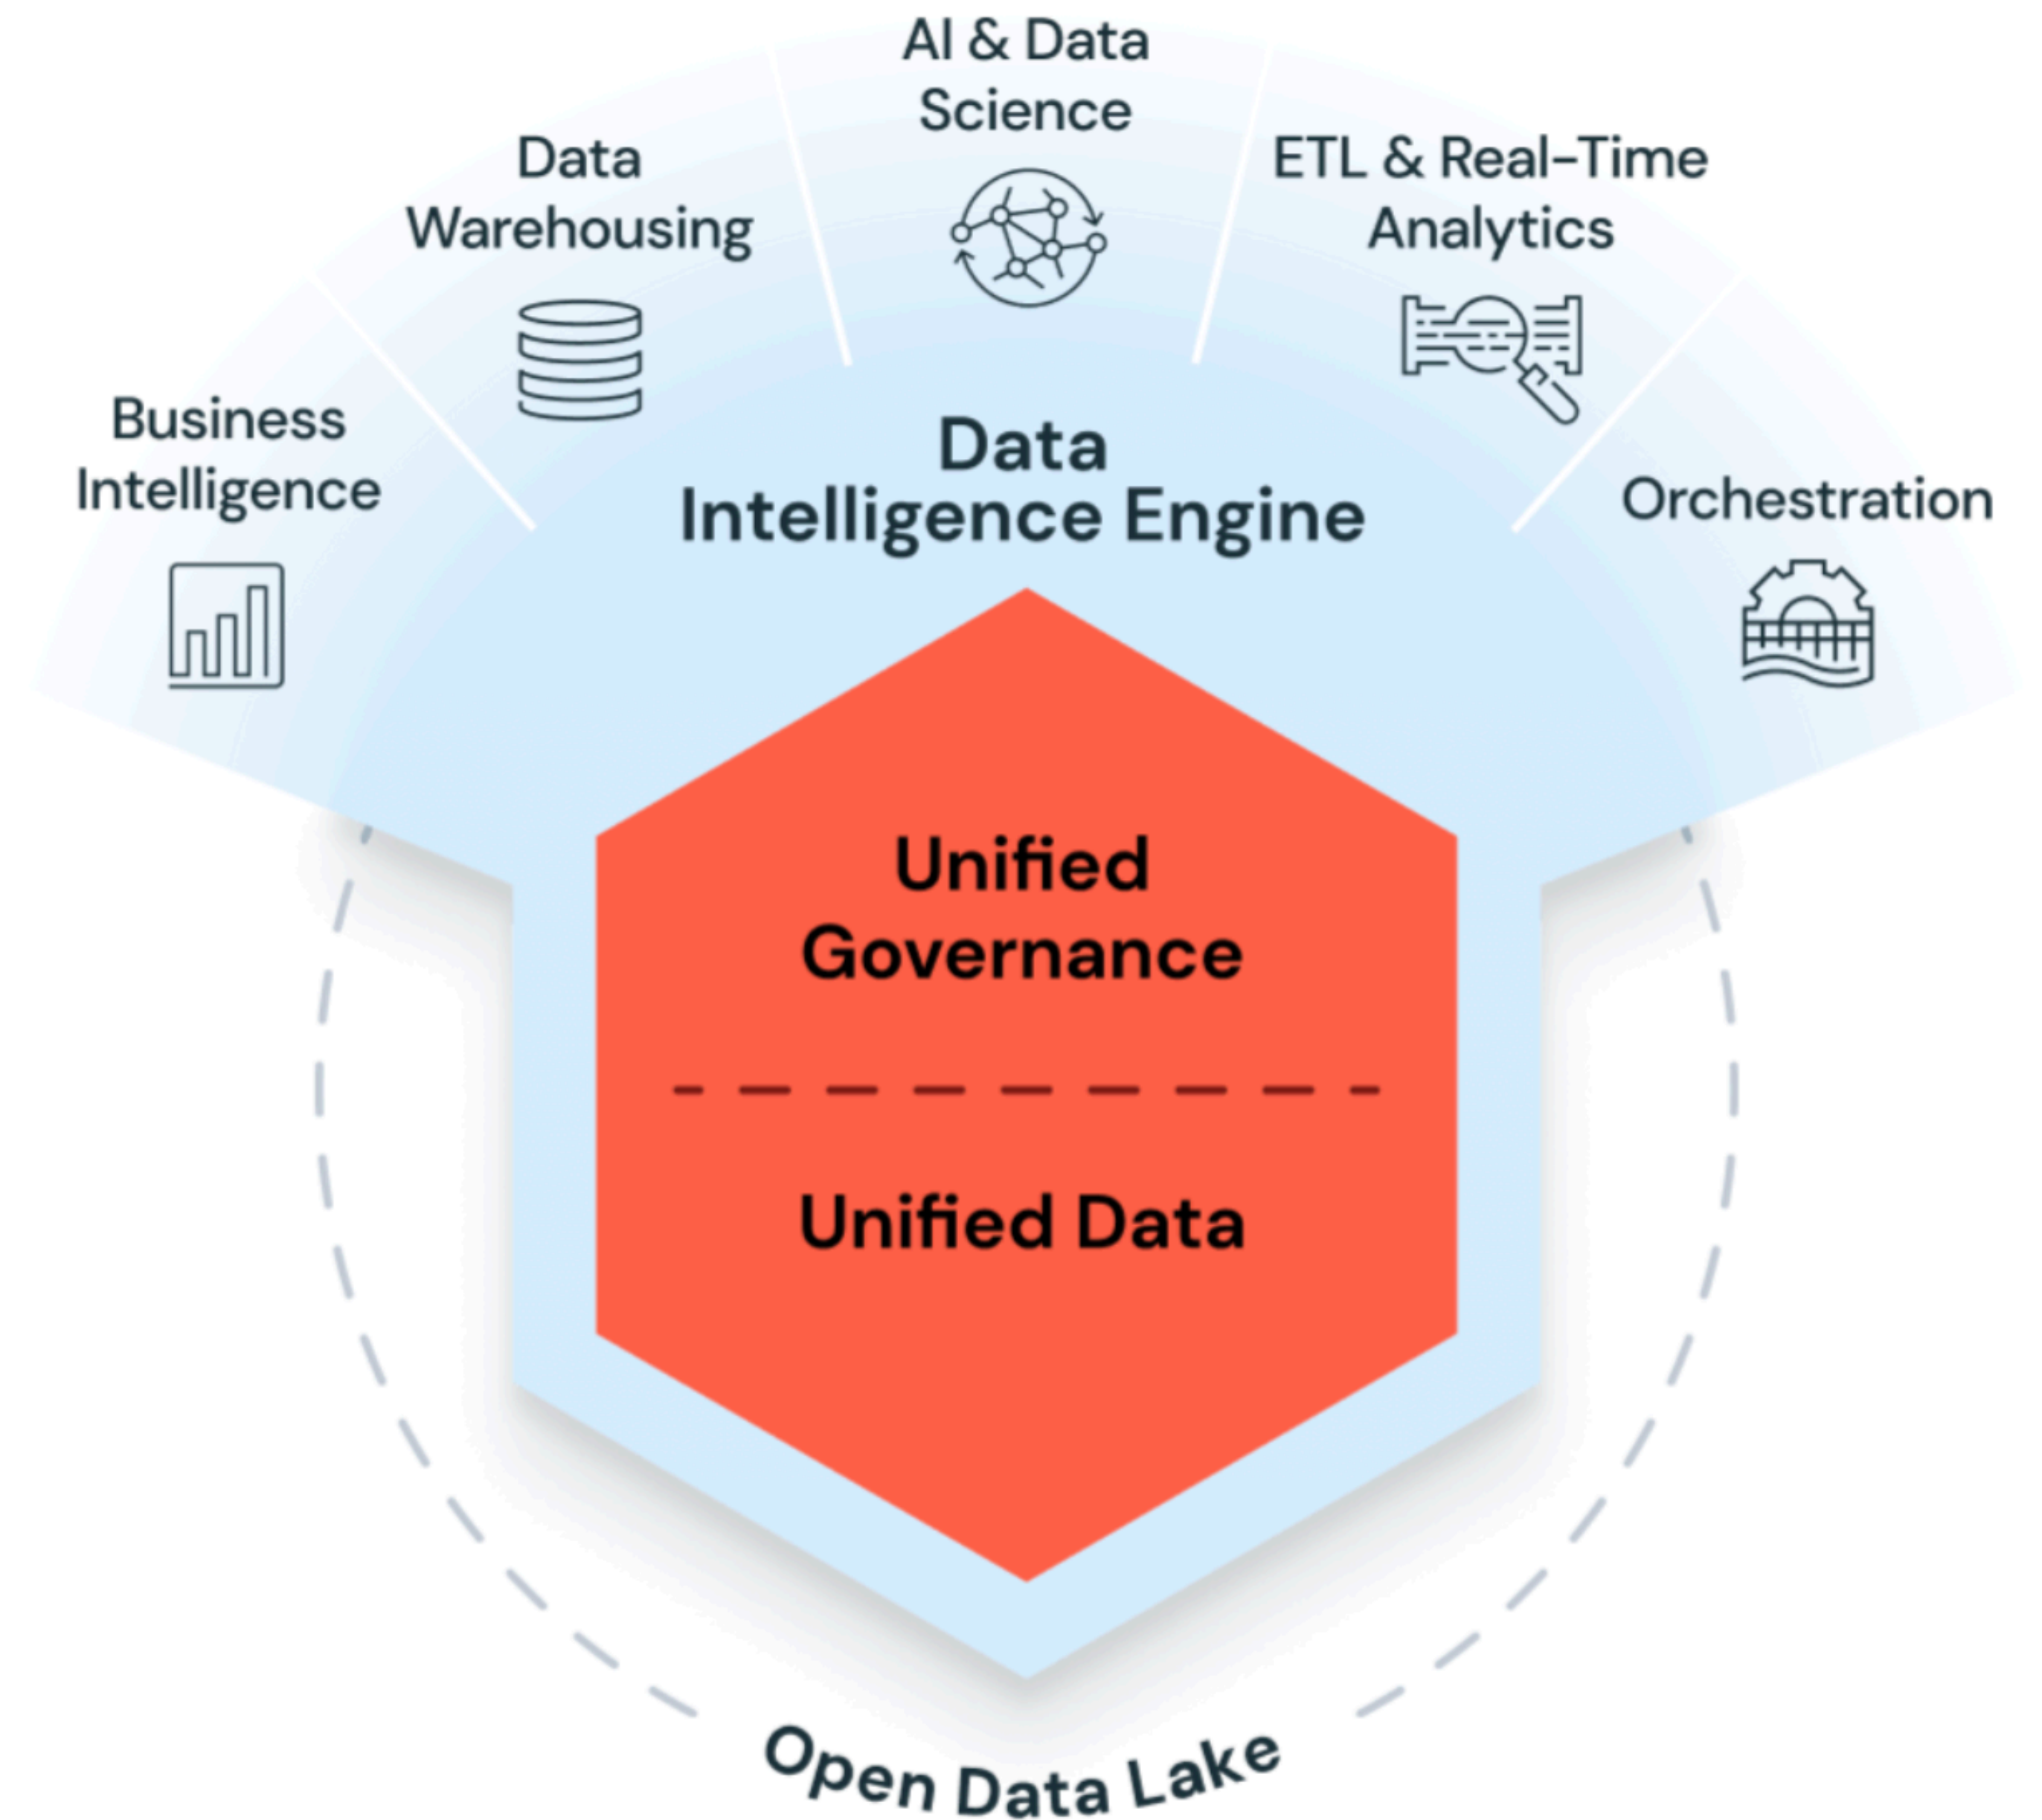 AI & Data
Science
Data
Warehousing
ETL & Real-Time
Analytics
Business
Intelligence
Orchestration
Data
Intelligence Engine
Unified
Governance
Unified Data
Open Data Lake